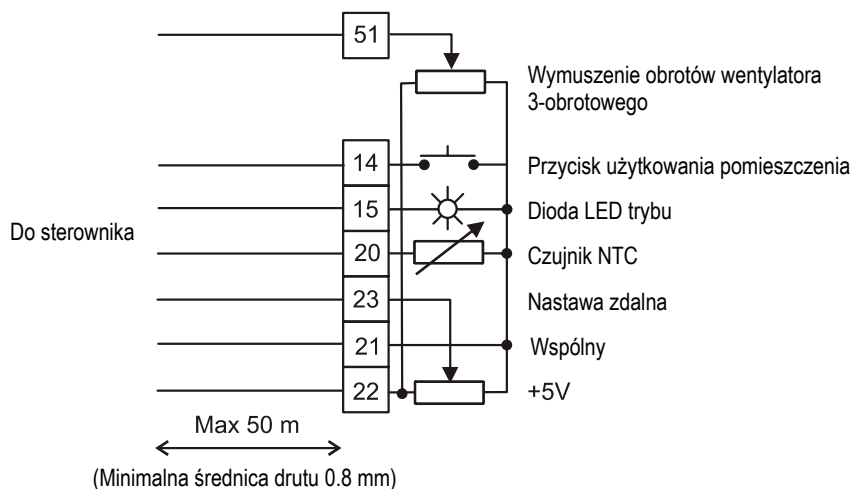 51
Wymuszenie obrotów wentylatora
3-obrotowego
14
Przycisk użytkowania pomieszczenia
15
Dioda LED trybu
Do sterownika
20
Czujnik NTC
23
Nastawa zdalna
21
Wspólny
22
+5V
Max 50 m
(Minimalna średnica drutu 0.8 mm)